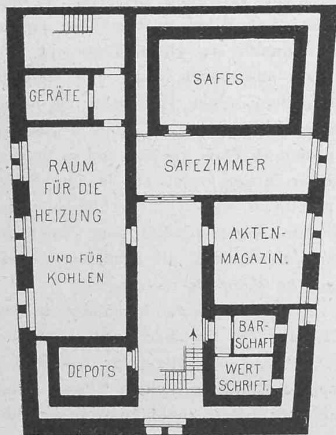 GERÄTE
SAFES
RAUM
FÜR DIE
HEIZUNG
UND FÜR
KOHLEN
SAFEZIMMER
AKTEN-
MAGAZIN.
BAR-
SCHAFT
WERT
SCHRIFT.
DEPOTS